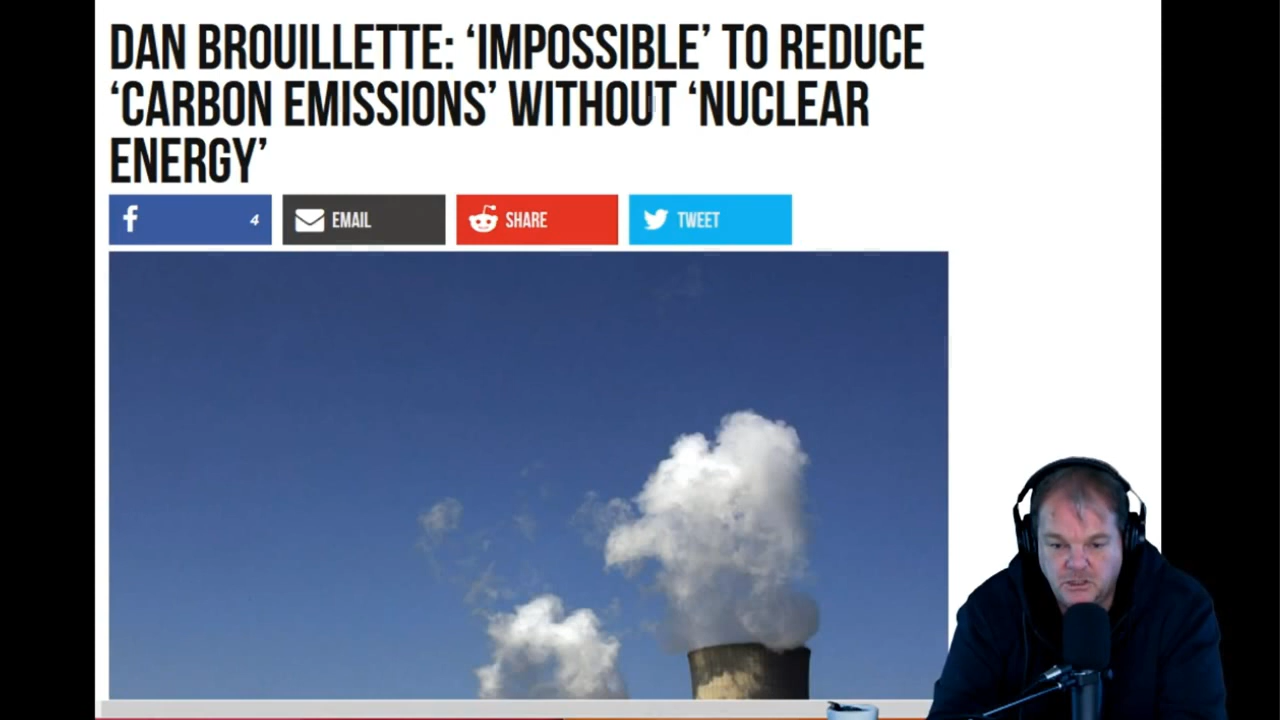 DAN BROUILLETTE: ‘IMPOSSIBLE’ TO REDUCE
‘CARBON EMISSIONS’ WITHOUT ‘NUCLEAR
ENERGY’
4 EMAIL SHARE TWEET